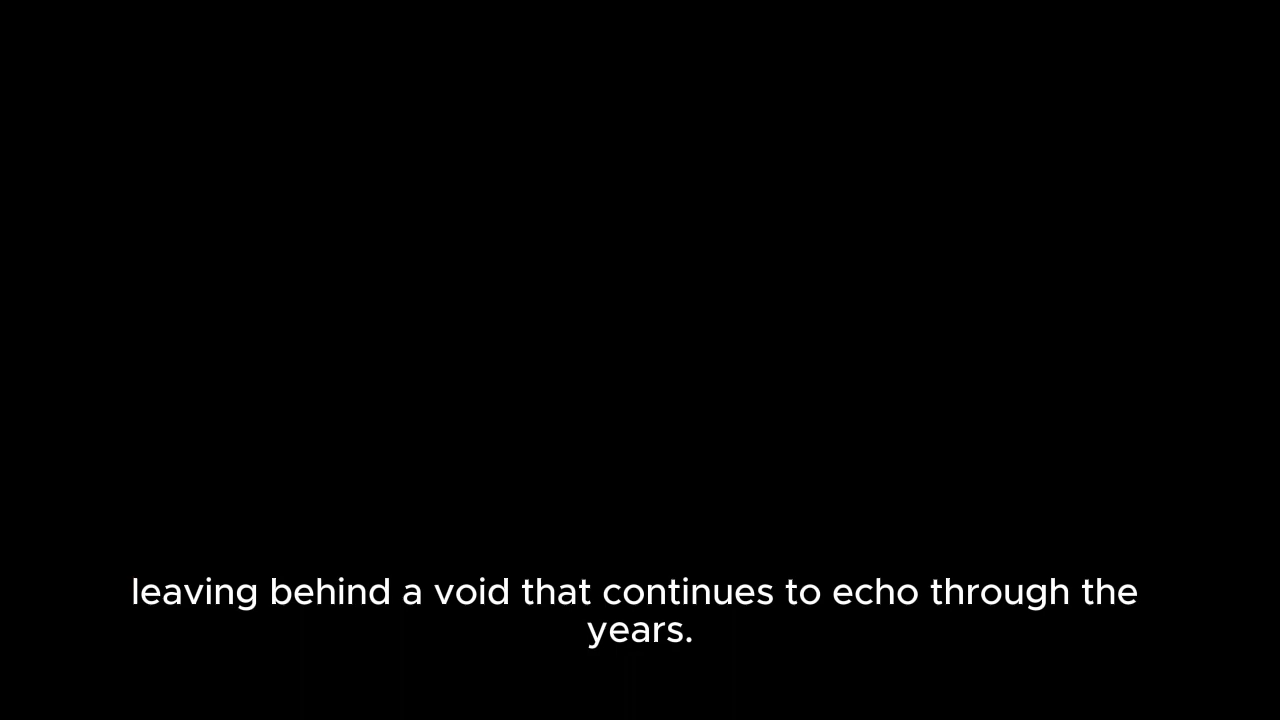 leaving behind a void that continues to echo through the
years.